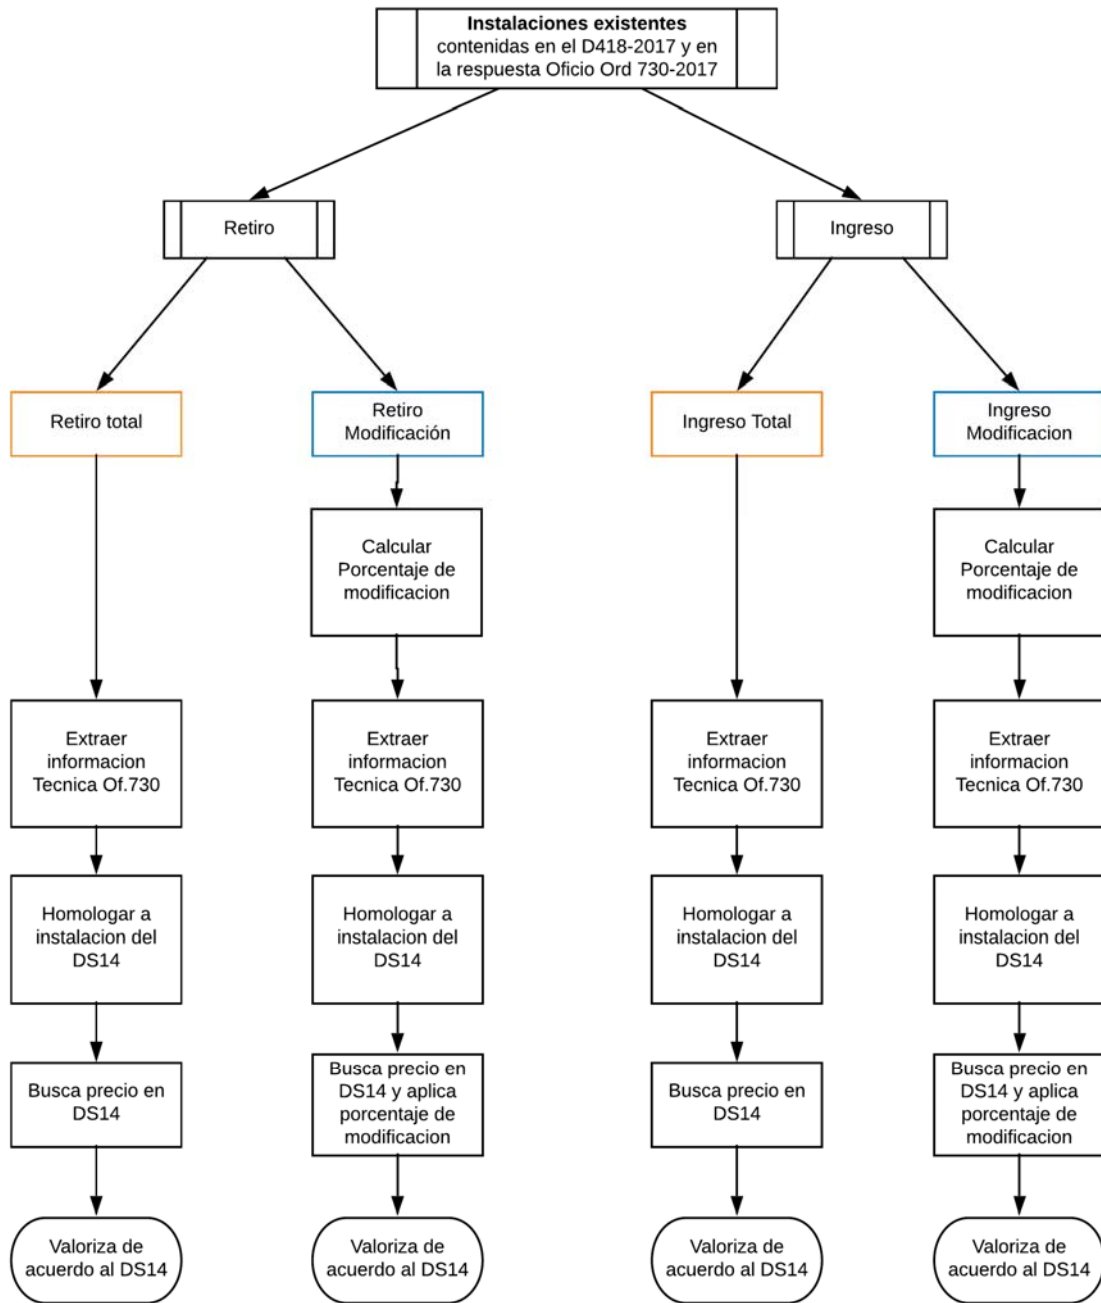 Instalaciones existentes
contenidas en el D418-2017 y en
la respuesta Oficio Ord 730-2017
Retiro
Ingreso
Retiro total
Retiro
Modificación
Ingreso Total
Ingreso
Modificacion
Calcular
Porcentaje de
modificacion
Calcular
Porcentaje de
modificacion
Extraer
informacion
Tecnica Of.730
Extraer
informacion
Tecnica Of.730
Extraer
informacion
Tecnica Of.730
Extraer
informacion
Tecnica Of.730
Homologar a
instalacion del
DS14
Homologar a
instalacion del
DS14
Homologar a
instalacion del
DS14
Homologar a
instalacion del
DS14
Busca precio en
DS14
Busca precio en
DS14 y aplica
porcentaje de
modificacion
Busca precio en
DS14
Busca precio en
DS14 y aplica
porcentaje de
modificacion
Valoriza de
acuerdo al DS14
Valoriza de
acuerdo al DS14
Valoriza de
acuerdo al DS14
Valoriza de
acuerdo al DS14